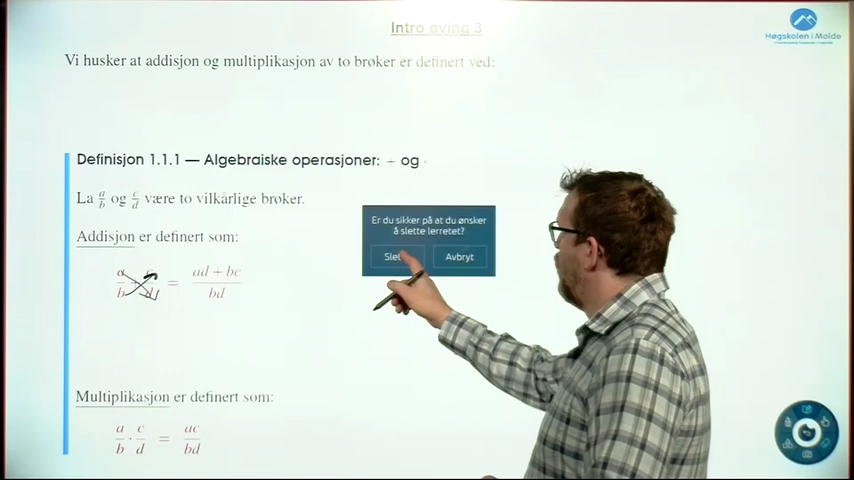 Intro øving 3
Høgskolen i Molde
Vi husker at addisjon og multiplikasjon av to brøker er definert ved:
Definisjon 1.1.1 — Algebraiske operasjoner: + og ·
La a/b og c/d være to vilkårlige brøker.
Er du sikker på at du ønsker
å slette lerretet?
Addisjon er definert som:
Avbryt
a/b + c/d = ad + bc/bd
Multiplikasjon er definert som:
a/b · c/d = ac/bd